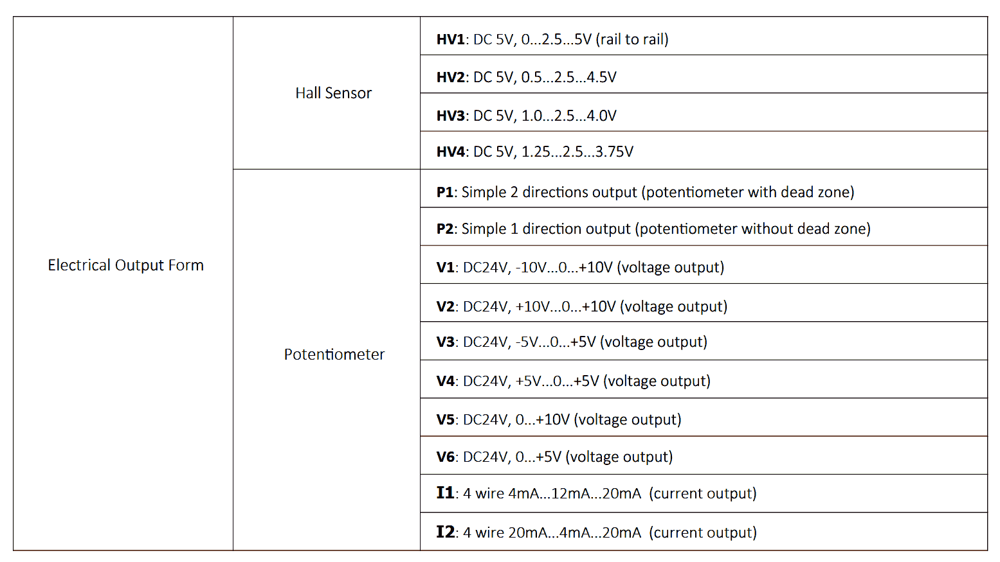 Electrical Output Form
Hall Sensor
HV1: DC 5V, 0...2.5...5V (rail to rail)
HV2: DC 5V, 0.5...2.5...4.5V
HV3: DC 5V, 1.0...2.5...4.0V
HV4: DC 5V, 1.25...2.5...3.75V
Potentiometer
P1: Simple 2 directions output (potentiometer with dead zone)
P2: Simple 1 direction output (potentiometer without dead zone)
V1: DC24V, -10V...0...+10V (voltage output)
V2: DC24V, +10V...0...+10V (voltage output)
V3: DC24V, -5V...0...+5V (voltage output)
V4: DC24V, +5V...0...+5V (voltage output)
V5: DC24V, 0...+10V (voltage output)
V6: DC24V, 0...+5V (voltage output)
I1: 4 wire 4mA...12mA...20mA (current output)
I2: 4 wire 20mA...4mA...20mA (current output)